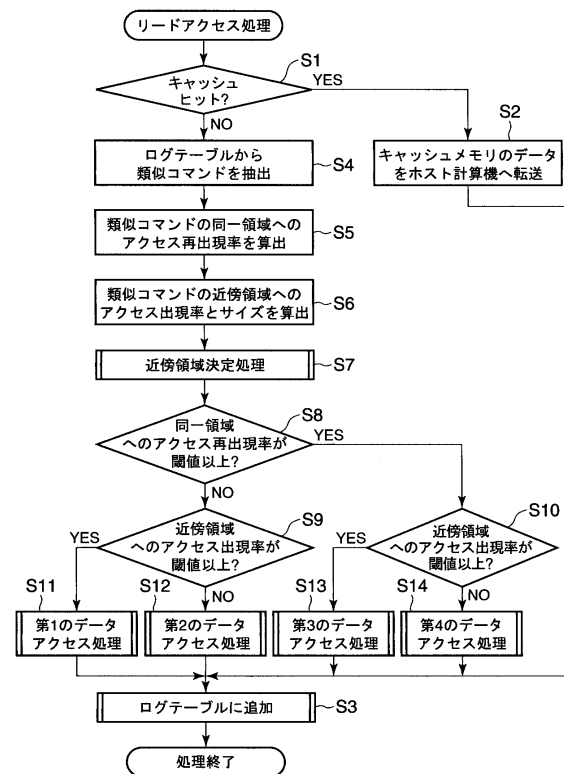 リードアクセス処理
S1
キャッシュ
ヒット?
YES
NO
S2
キャッシュメモリのデータ
をホスト計算機へ転送
ログテーブルから
類似コマンドを抽出
S4
類似コマンドの同一領域への
アクセス再出現率を算出
S5
類似コマンドの近傍領域への
アクセス出現率とサイズを算出
S6
近傍領域決定処理
S7
S8
同一領域
へのアクセス再出現率が
閾値以上?
YES
NO
S9
近傍領域
へのアクセス出現率が
閾値以上?
YES
NO
S10
近傍領域
へのアクセス出現率が
閾値以上?
YES
NO
S11
第1のデータ
アクセス処理
S12
第2のデータ
アクセス処理
S13
第3のデータ
アクセス処理
S14
第4のデータ
アクセス処理
ログテーブルに追加
S3
処理終了